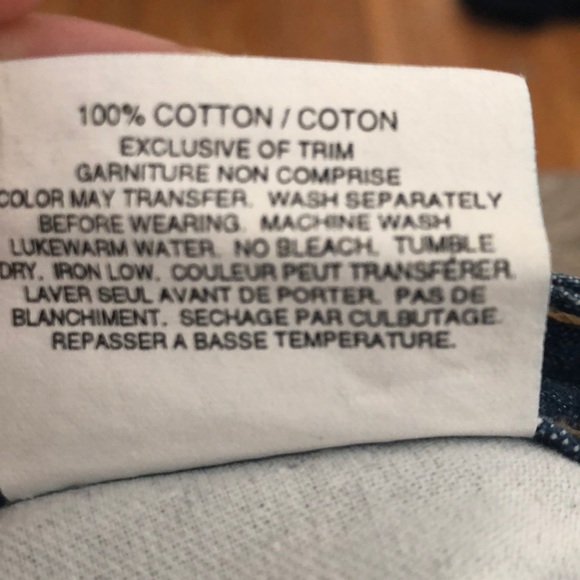 100% COTTON / COTON
EXCLUSIVE OF TRIM
GARNITURE NON COMPRISE
COLOR MAY TRANSFER. WASH SEPARATELY
BEFORE WEARING. MACHINE WASH
LUKEWARM WATER. NO BLEACH. TUMBLE
DRY. IRON LOW. COULEUR PEUT TRANSFÉRER.
LAVER SEUL AVANT DE PORTER. PAS DE
BLANCHIMENT. SECHAGE PAR CULBUTAGE.
REPASSER A BASSE TEMPERATURE.